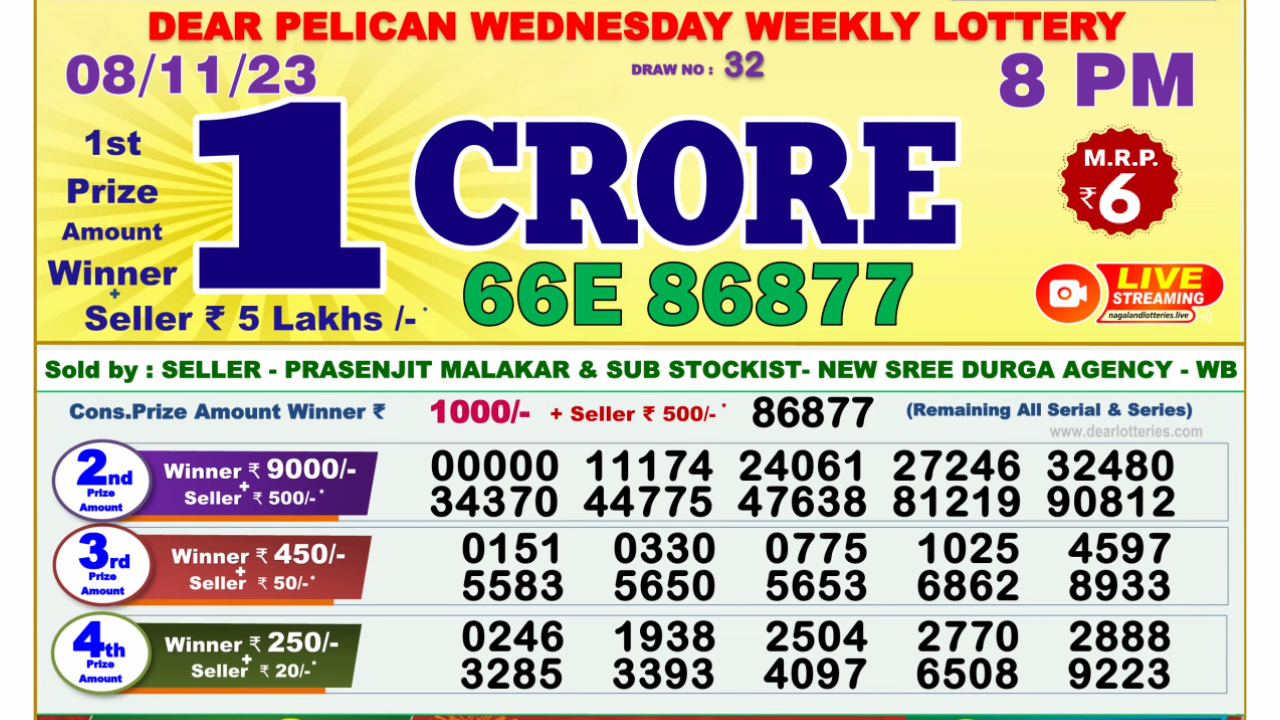 DEAR PELICAN WEDNESDAY WEEKLY LOTTERY
08/11/23
DRAW NO : 32
8 PM
1st
Prize
Amount
Winner
+
Seller ₹ 5 Lakhs /-*
1 CRORE
66E 86877
M.R.P.
₹6
LIVE
STREAMING
nagalandlotteries.live
Sold by : SELLER - PRASENJIT MALAKAR & SUB STOCKIST- NEW SREE DURGA AGENCY - WB
Cons.Prize Amount Winner ₹ 1000/- + Seller ₹ 500/-* 86877 (Remaining All Serial & Series)
www.dearlotteries.com
2nd
Prize
Amount
Winner ₹ 9000/-
+
Seller ₹ 500/-*
00000 11174 24061 27246 32480
34370 44775 47638 81219 90812
3rd
Prize
Amount
Winner ₹ 450/-
+
Seller ₹ 50/-*
0151 0330 0775 1025 4597
5583 5650 5653 6862 8933
4th
Prize
Amount
Winner ₹ 250/-
+
Seller ₹ 20/-*
0246 1938 2504 2770 2888
3285 3393 4097 6508 9223